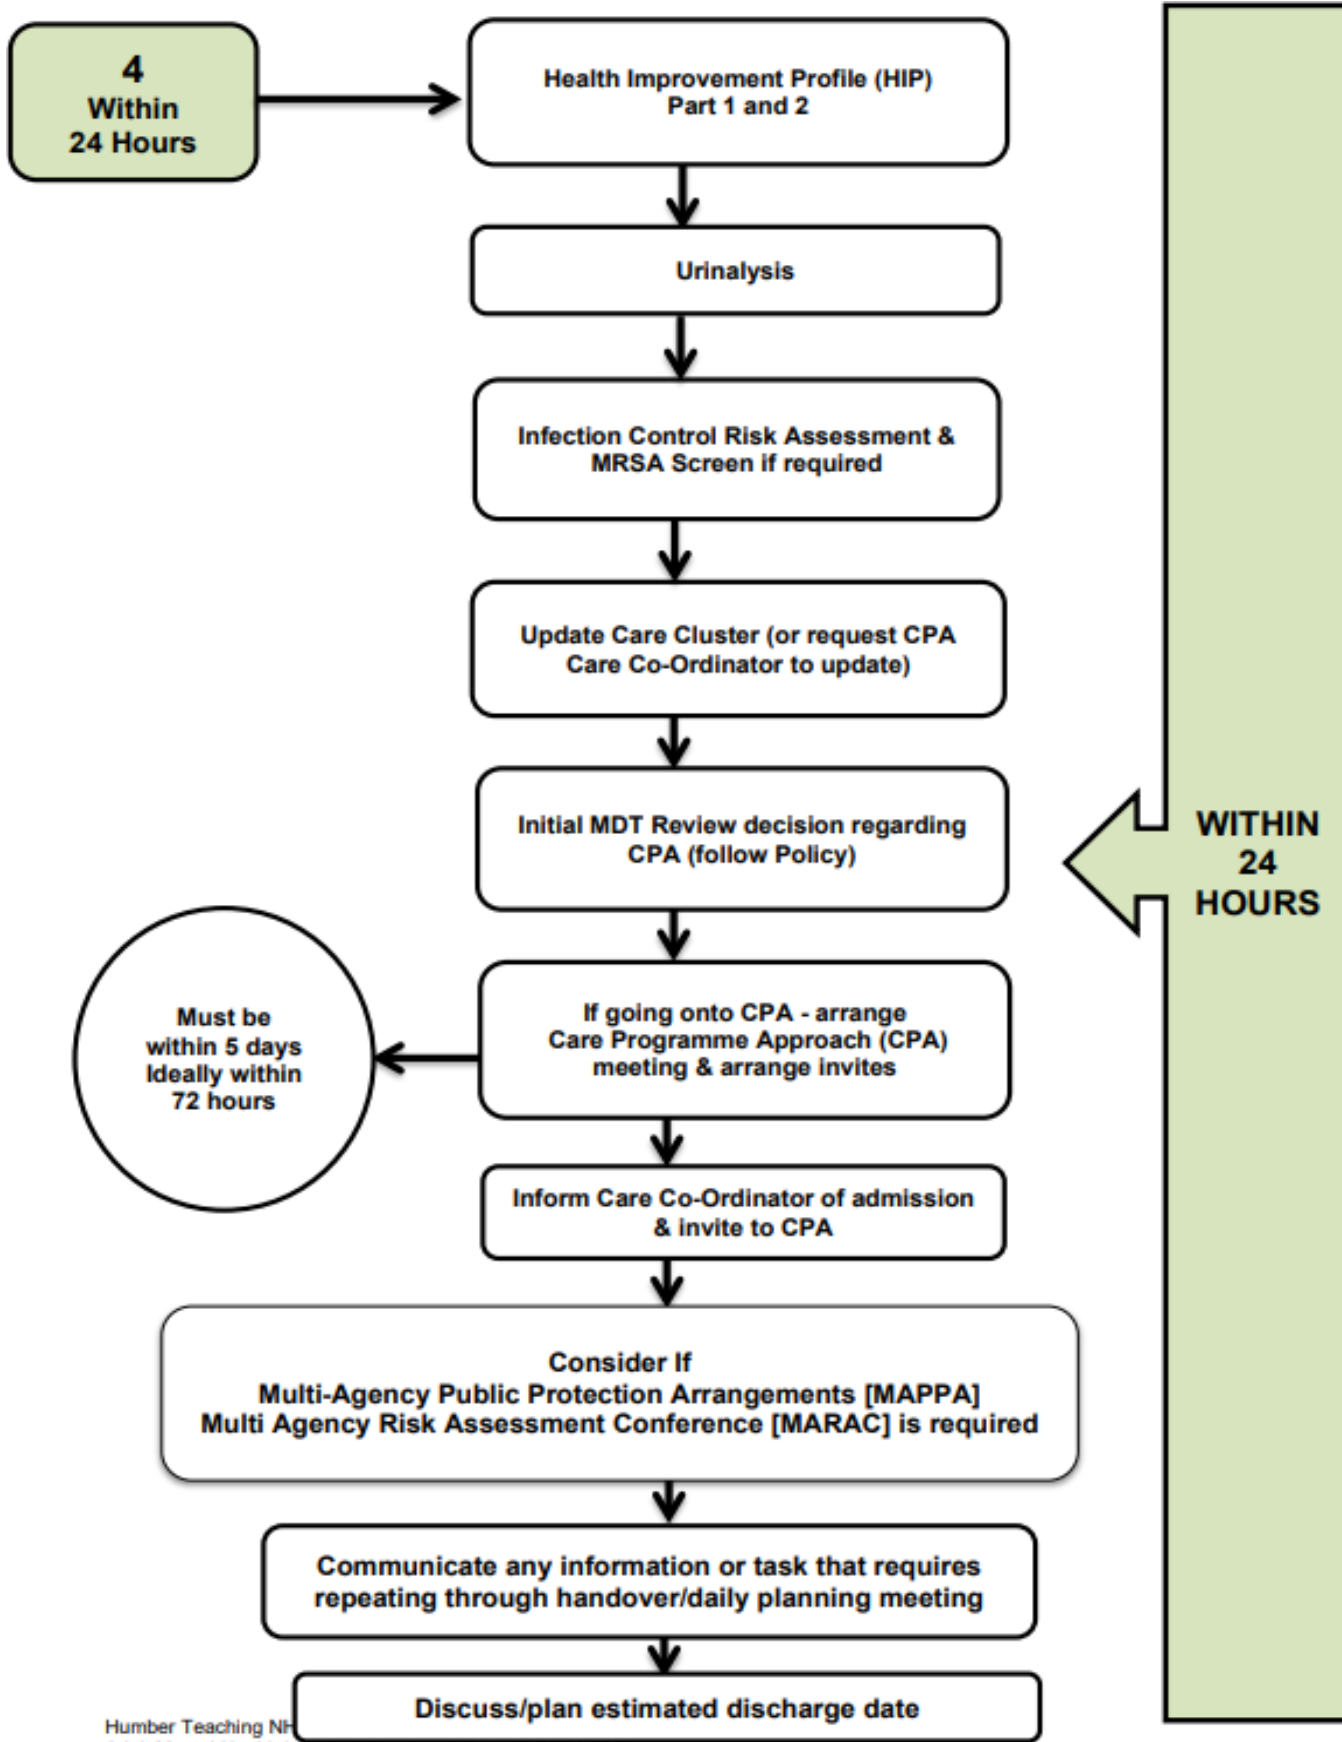 4
Within
24 Hours
Health Improvement Profile (HIP)
Part 1 and 2
Urinalysis
Infection Control Risk Assessment &
MRSA Screen if required
Update Care Cluster (or request CPA
Care Co-Ordinator to update)
Initial MDT Review decision regarding
CPA (follow Policy)
WITHIN
24
HOURS
If going onto CPA - arrange
Care Programme Approach (CPA)
meeting & arrange invites
Must be
within 5 days
Ideally within
72 hours
Inform Care Co-Ordinator of admission
& invite to CPA
Consider If
Multi-Agency Public Protection Arrangements [MAPPA]
Multi Agency Risk Assessment Conference [MARAC] is required
Communicate any information or task that requires
repeating through handover/daily planning meeting
Discuss/plan estimated discharge date
Humber Teaching NH